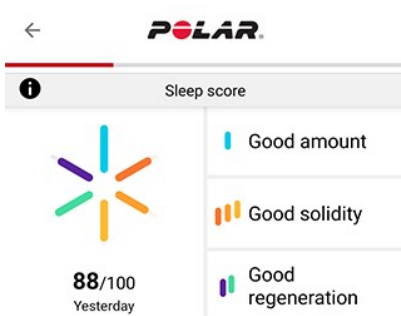 POLAR.
Sleep score
Good amount
Good solidity
Good
regeneration
88/100
Yesterday